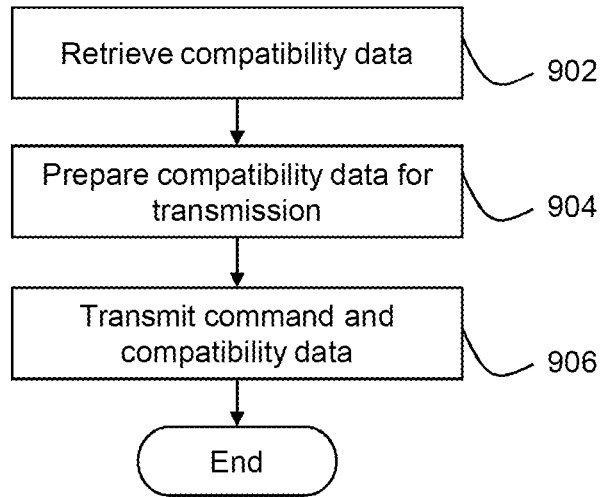 Retrieve compatibility data
902
Prepare compatibility data for
transmission
904
Transmit command and
compatibility data
906
End